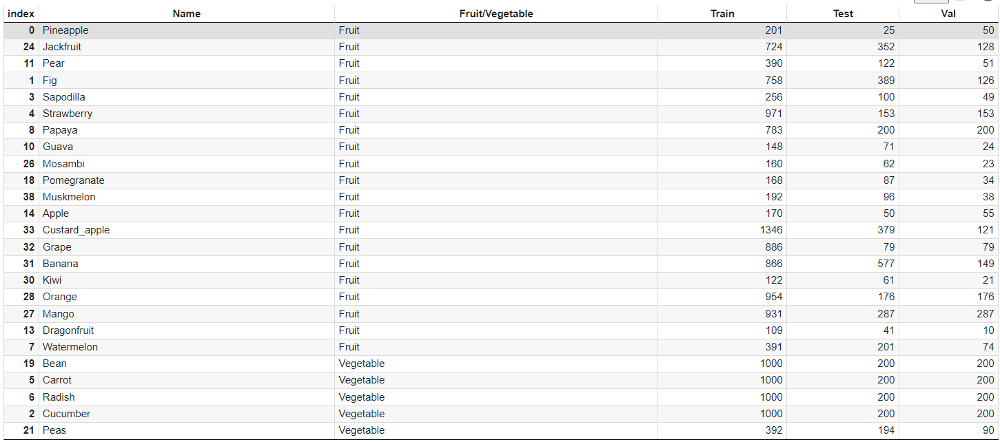 index Name Fruit/Vegetable Train Test Val
0 Pineapple Fruit 201 25 50
24 Jackfruit Fruit 724 352 128
11 Pear Fruit 390 122 51
1 Fig Fruit 758 389 126
3 Sapodilla Fruit 256 100 49
4 Strawberry Fruit 971 153 153
8 Papaya Fruit 783 200 200
10 Guava Fruit 148 71 24
26 Mosambi Fruit 160 62 23
18 Pomegranate Fruit 168 87 34
38 Muskmelon Fruit 192 96 38
14 Apple Fruit 170 50 55
33 Custard_apple Fruit 1346 379 121
32 Grape Fruit 886 79 79
31 Banana Fruit 866 577 149
30 Kiwi Fruit 122 61 21
28 Orange Fruit 954 176 176
27 Mango Fruit 931 287 287
13 Dragonfruit Fruit 109 41 10
7 Watermelon Fruit 391 201 74
19 Bean Vegetable 1000 200 200
5 Carrot Vegetable 1000 200 200
6 Radish Vegetable 1000 200 200
2 Cucumber Vegetable 1000 200 200
21 Peas Vegetable 392 194 90